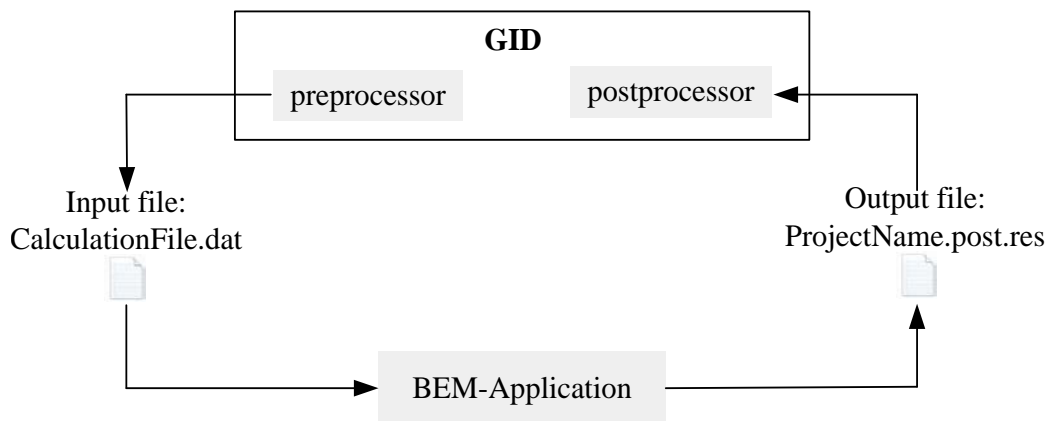 GID
preprocessor
postprocessor
Input file:
CalculationFile.dat
Output file:
ProjectName.post.res
BEM-Application